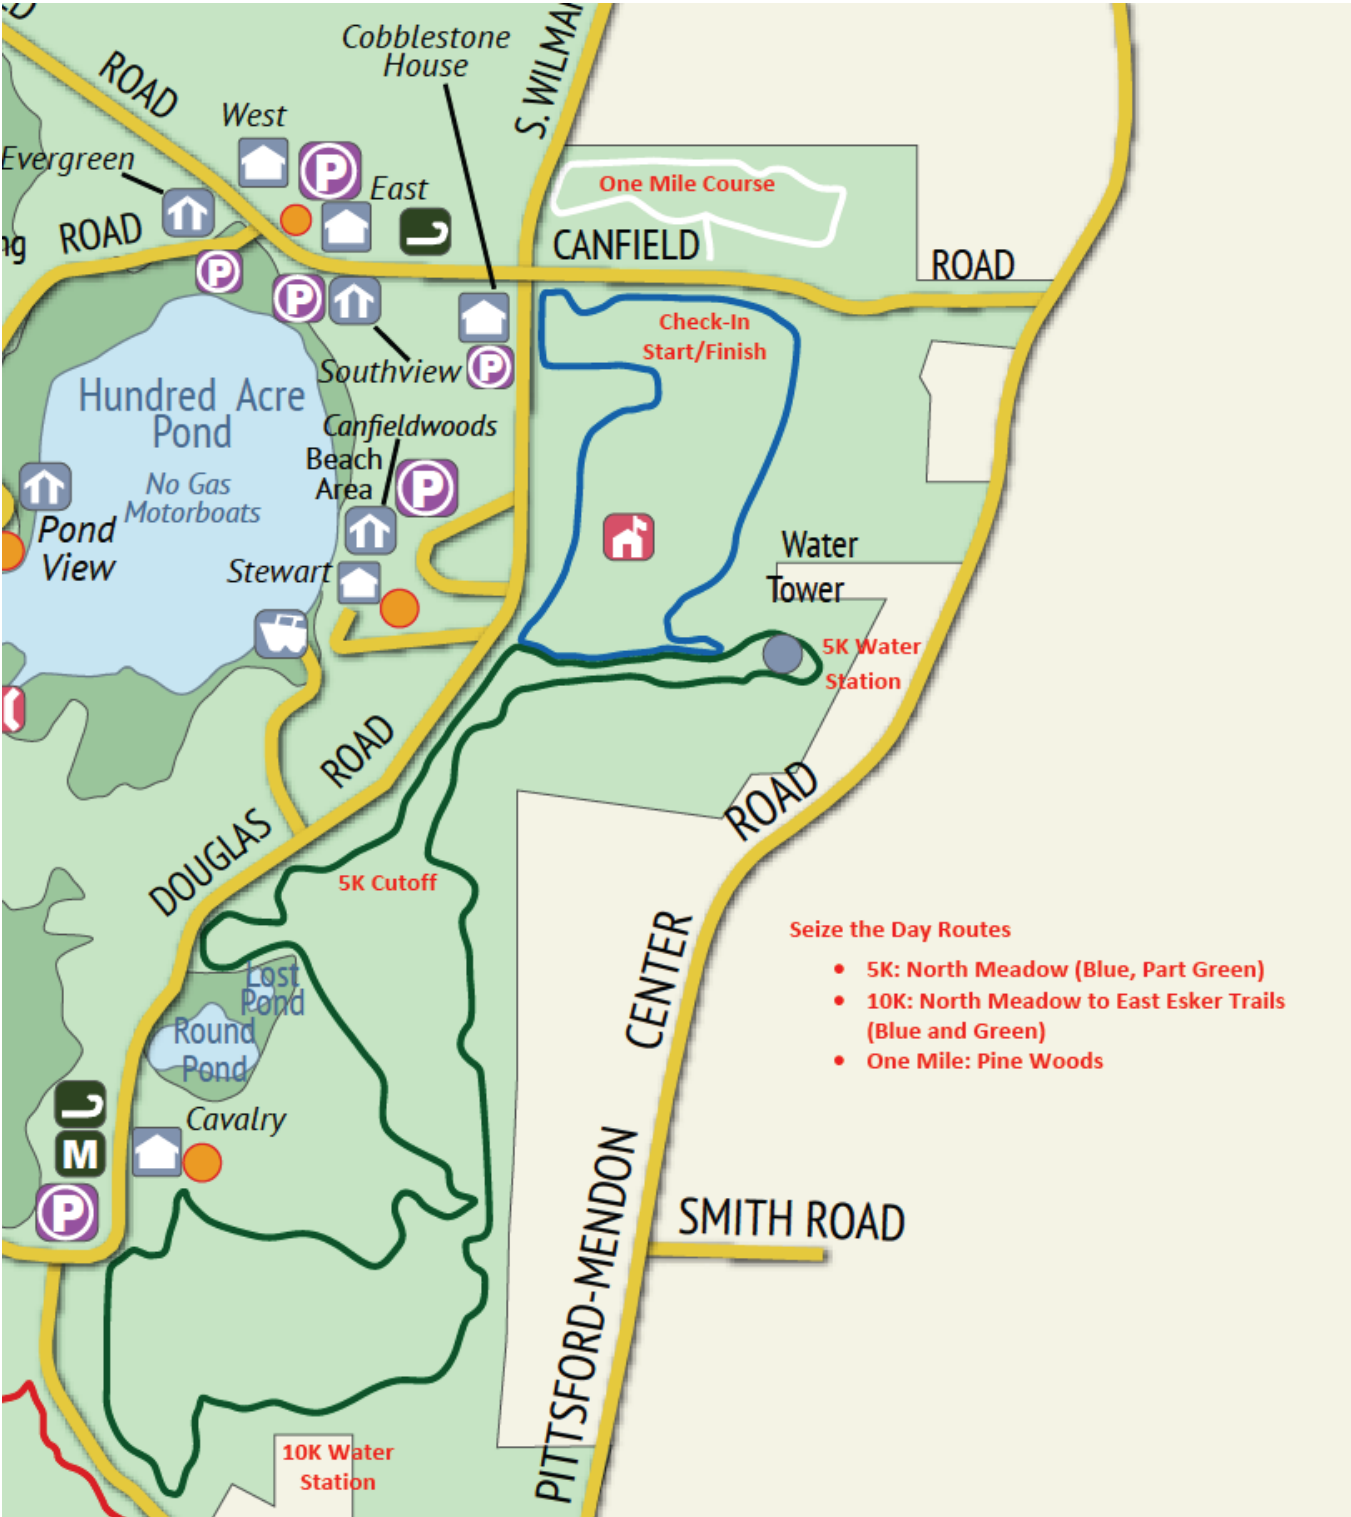 Cobblestone
House
S. WILMA
ROAD
West
P
Evergreen
East
One Mile Course
ROAD
CANFIELD
ROAD
P
P
Check-In
Start/Finish
Southview
P
Hundred Acre
Pond
Canfieldwoods
Beach
Area
P
No Gas
Motorboats
Pond
View
Water
Tower
Stewart
5K Water
Station
ROAD
ROAD
DOUGLAS
5K Cutoff
CENTER
Seize the Day Routes
• 5K: North Meadow (Blue, Part Green)
• 10K: North Meadow to East Esker Trails
(Blue and Green)
• One Mile: Pine Woods
Lost
Pond
Round
Pond
Cavalry
M
P
PITTSFORD-MENDON
SMITH ROAD
10K Water
Station